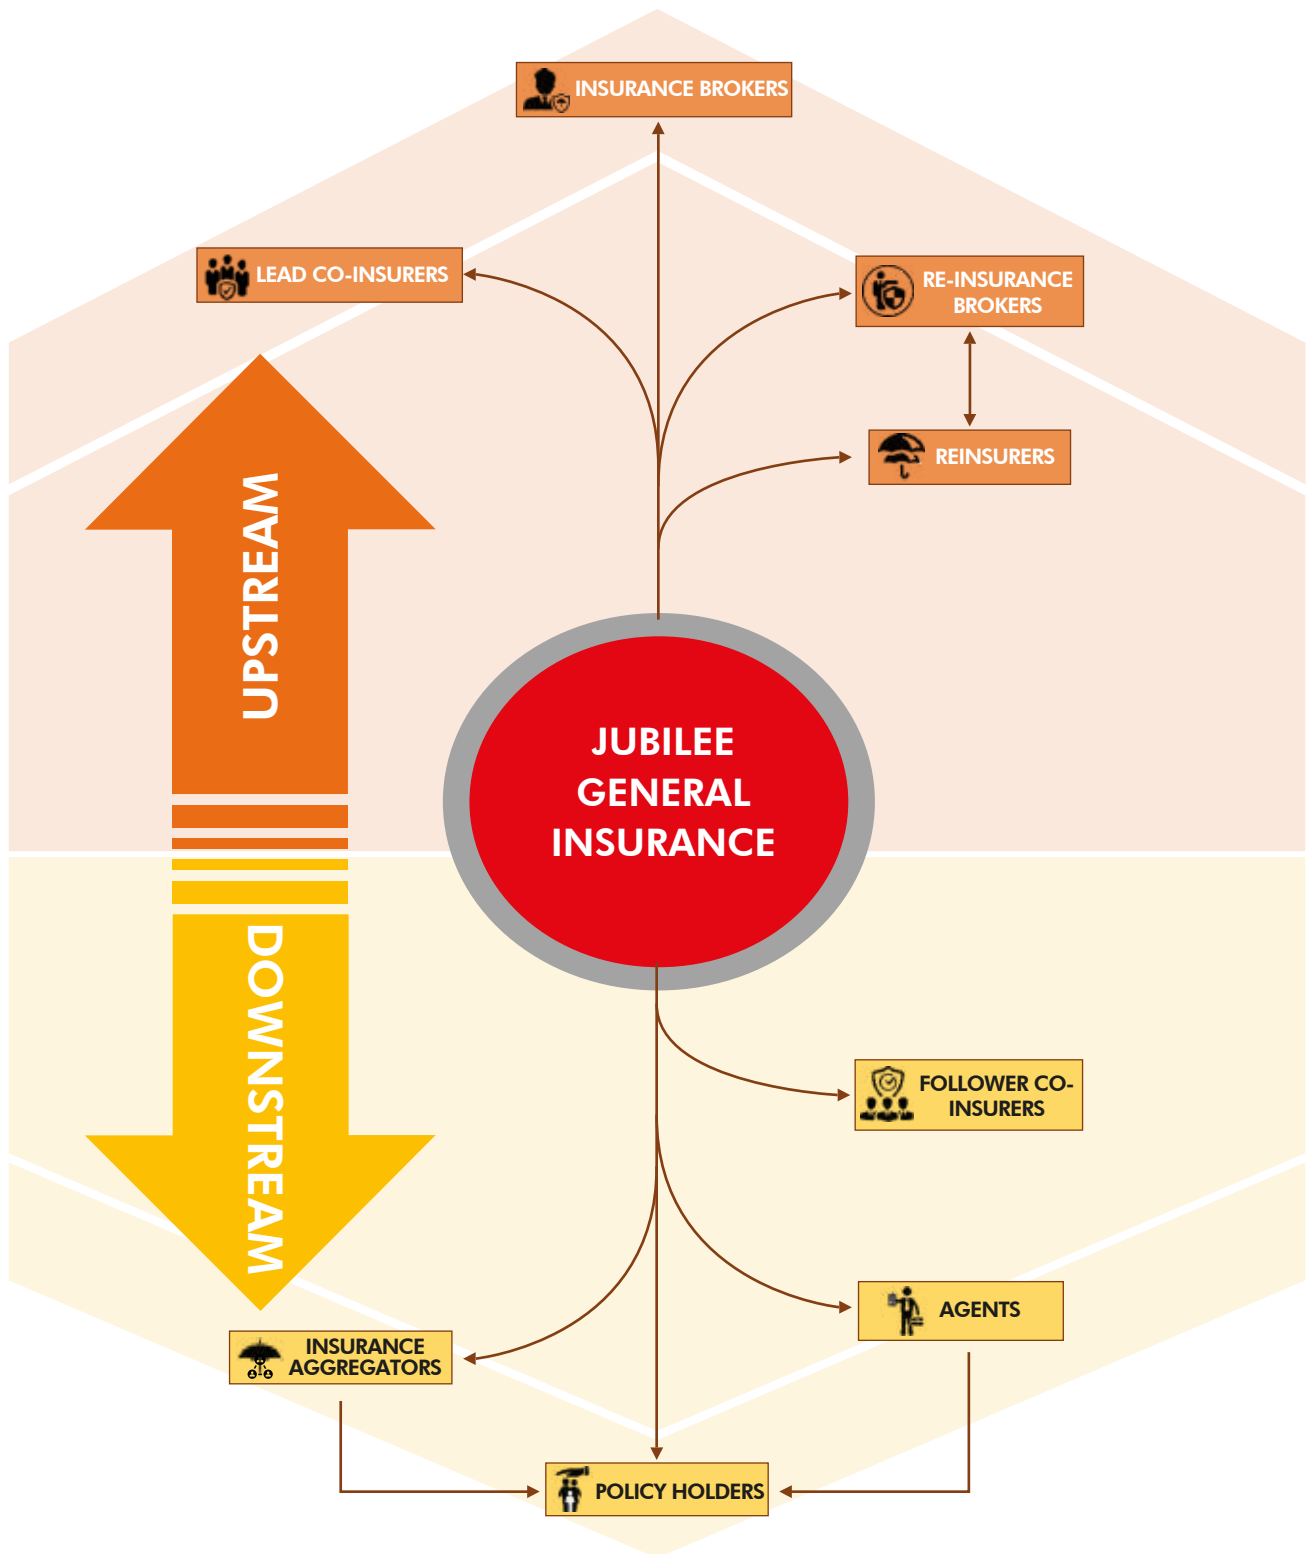 INSURANCE BROKERS
LEAD CO-INSURERS
RE-INSURANCE
BROKERS
REINSURERS
UPSTREAM
JUBILEE
GENERAL
INSURANCE
DOWNSTREAM
FOLLOWER CO-
INSURERS
AGENTS
INSURANCE
AGGREGATORS
POLICY HOLDERS